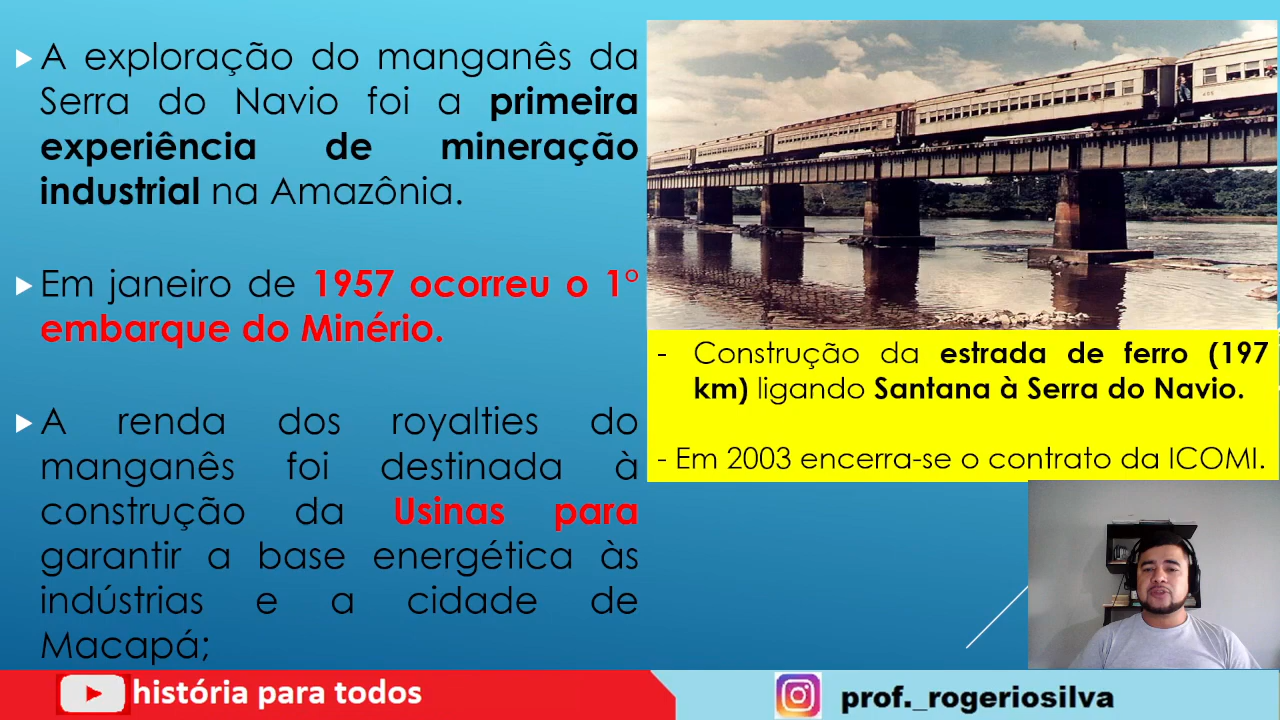 A exploração do manganês da
Serra do Navio foi a primeira
experiência de mineração
industrial na Amazônia.
Em janeiro de 1957 ocorreu o 1º
embarque do Minério.
A renda dos royalties do
manganês foi destinada à
construção da Usinas para
garantir a base energética às
indústrias e a cidade de
Macapá;
- Construção da estrada de ferro (197
km) ligando Santana à Serra do Navio.
- Em 2003 encerra-se o contrato da ICOMI.
história para todos
prof._rogeriosilva